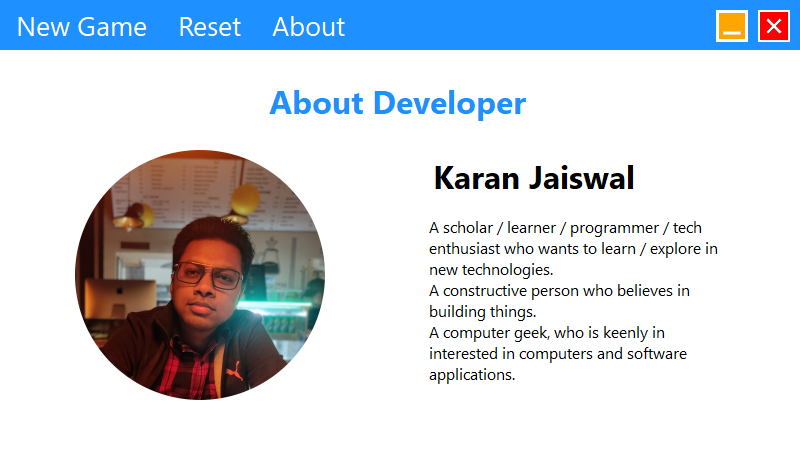 New Game Reset About
About Developer
Karan Jaiswal
A scholar / learner / programmer / tech
enthusiast who wants to learn / explore in
new technologies.
A constructive person who believes in
building things.
A computer geek, who is keenly in
interested in computers and software
applications.